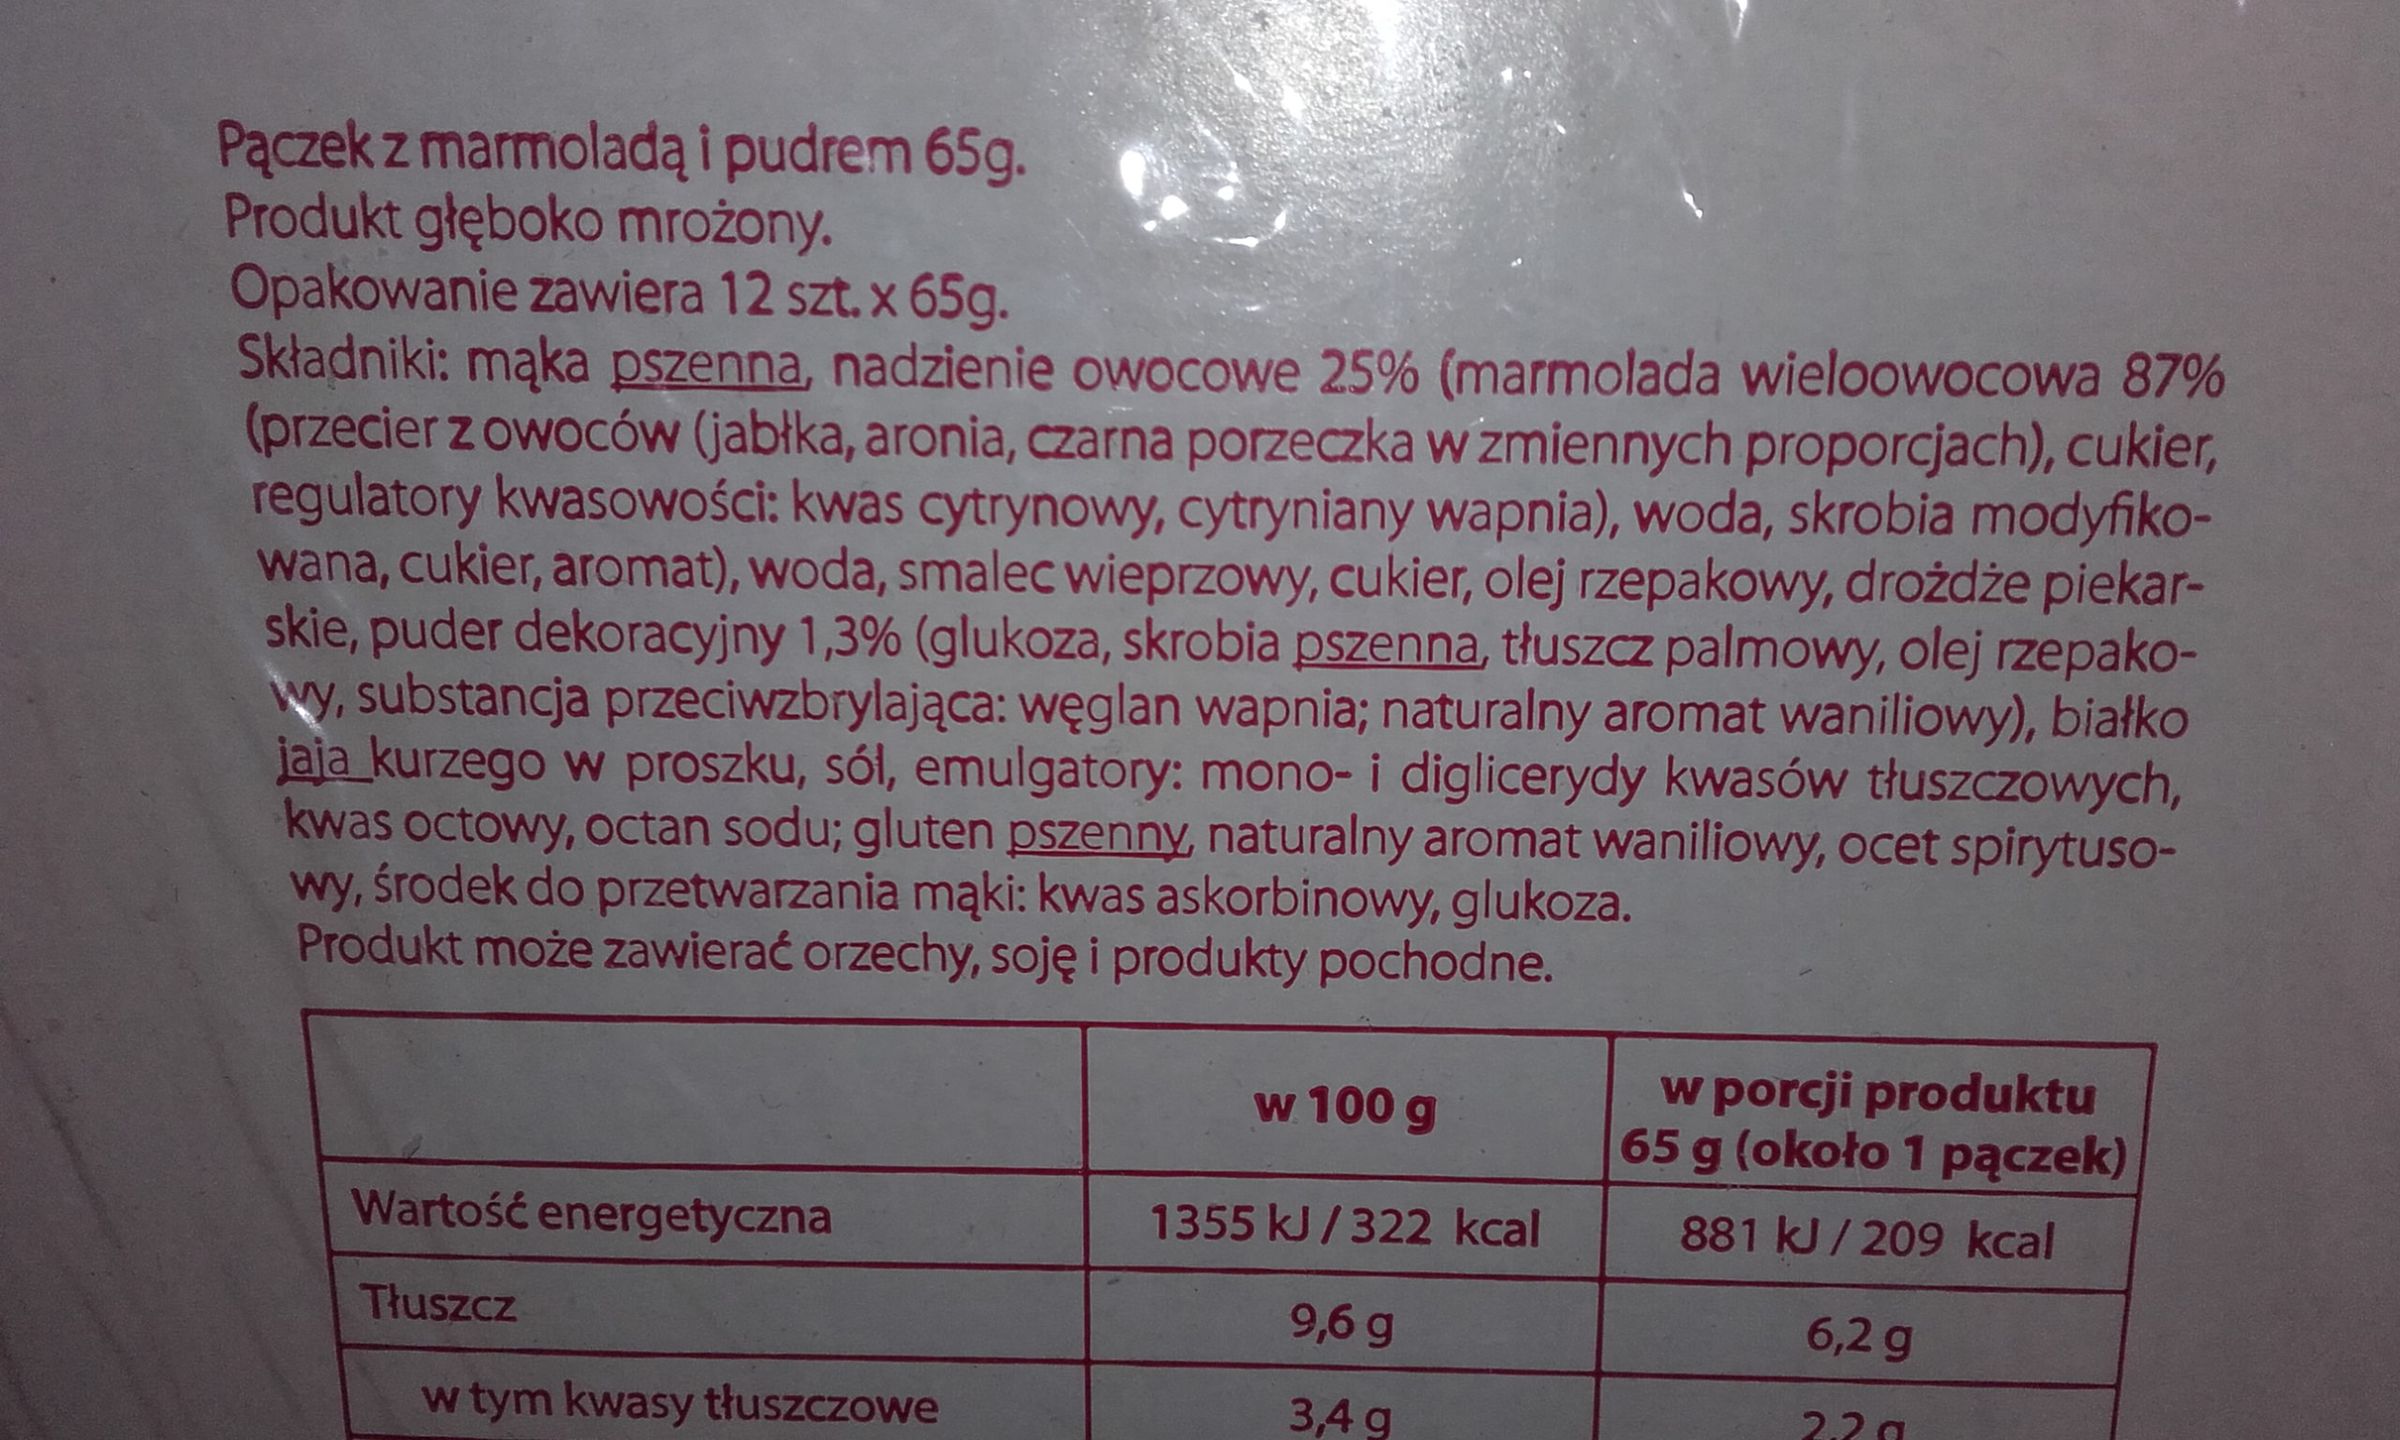 Pączek z marmoladą i pudrem 65g.
Produkt głęboko mrożony.
Opakowanie zawiera 12 szt. x 65g.
Składniki: mąka pszenna, nadzienie owocowe 25% (marmolada wieloowocowa 87%
(przecier z owoców (jabłka, aronia, czarna porzeczka w zmiennych proporcjach), cukier,
regulatory kwasowości: kwas cytrynowy, cytryniany wapnia), woda, skrobia modyfiko-
wana, cukier, aromat), woda, smalec wieprzowy, cukier, olej rzepakowy, drożdże piekar-
skie, puder dekoracyjny 1,3% (glukoza, skrobia pszenna, tłuszcz palmowy, olej rzepako-
wy, substancja przeciwzbrylająca: węglan wapnia; naturalny aromat waniliowy), białko
jaja kurzego w proszku, sól, emulgatory: mono- i diglicerydy kwasów tłuszczowych,
kwas octowy, octan sodu; gluten pszenny, naturalny aromat waniliowy, ocet spirytuso-
wy, środek do przetwarzania mąki: kwas askorbinowy, glukoza.
Produkt może zawierać orzechy, soję i produkty pochodne.
w 100 g
w porcji produktu
65 g (około 1 pączek)
Wartość energetyczna 1355 kJ / 322 kcal 881 kJ / 209 kcal
Tłuszcz 9,6 g 6,2 g
w tym kwasy tłuszczowe 3,4 g 2,2 g